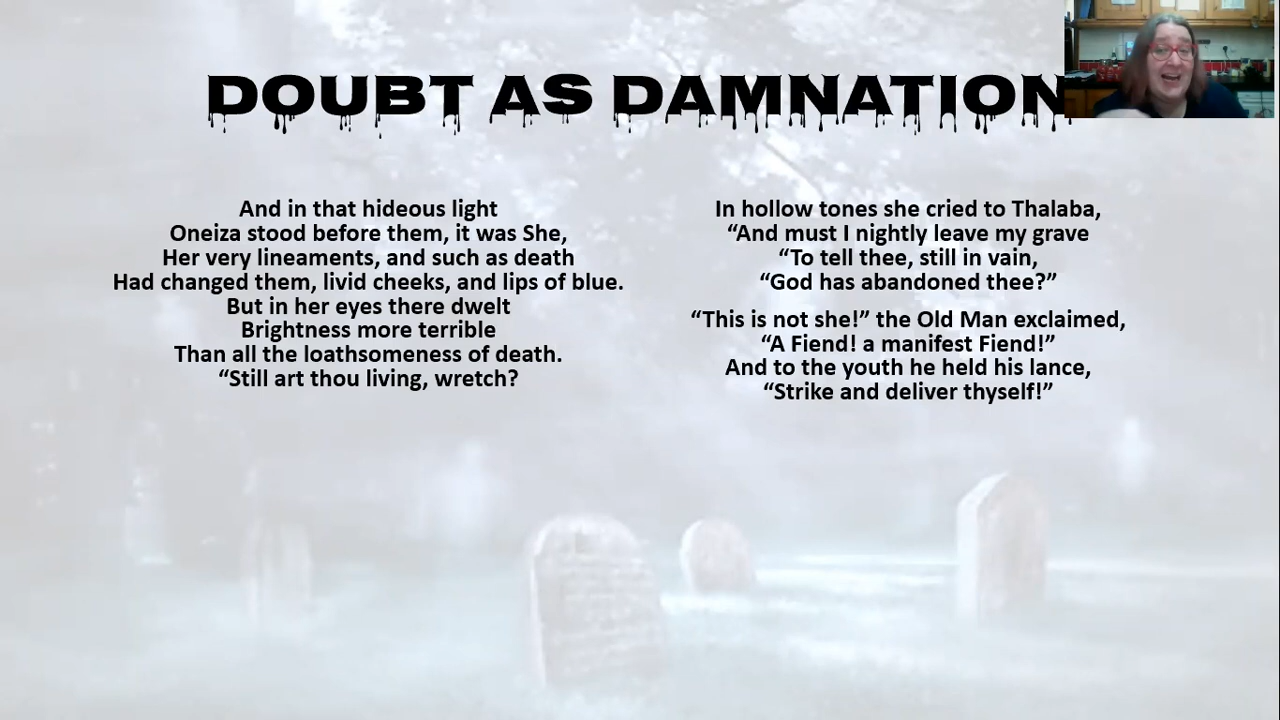 DOUBT AS DAMNATION
And in that hideous light
Oneiza stood before them, it was She,
Her very lineaments, and such as death
Had changed them, livid cheeks, and lips of blue.
But in her eyes there dwelt
Brightness more terrible
Than all the loathsomeness of death.
“Still art thou living, wretch?
In hollow tones she cried to Thalaba,
“And must I nightly leave my grave
“To tell thee, still in vain,
“God has abandoned thee?”
“This is not she!” the Old Man exclaimed,
“A Fiend! a manifest Fiend!”
And to the youth he held his lance,
“Strike and deliver thyself!”